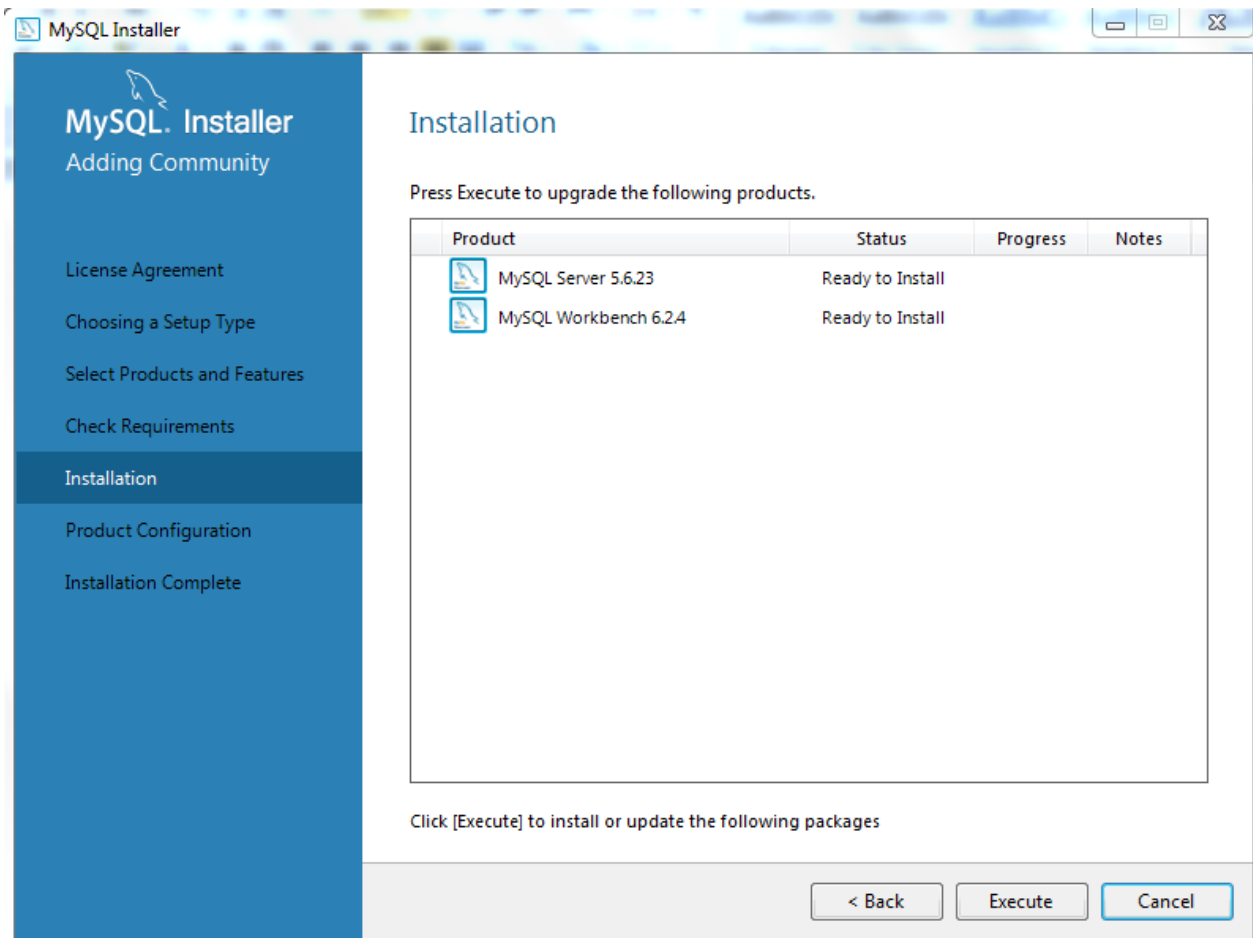 MySQL Installer
MySQL. Installer
Adding Community
License Agreement
Choosing a Setup Type
Select Products and Features
Check Requirements
Installation
Product Configuration
Installation Complete
Installation
Press Execute to upgrade the following products.
Product Status Progress Notes
MySQL Server 5.6.23 Ready to Install
MySQL Workbench 6.2.4 Ready to Install
Click [Execute] to install or update the following packages
< Back Execute Cancel